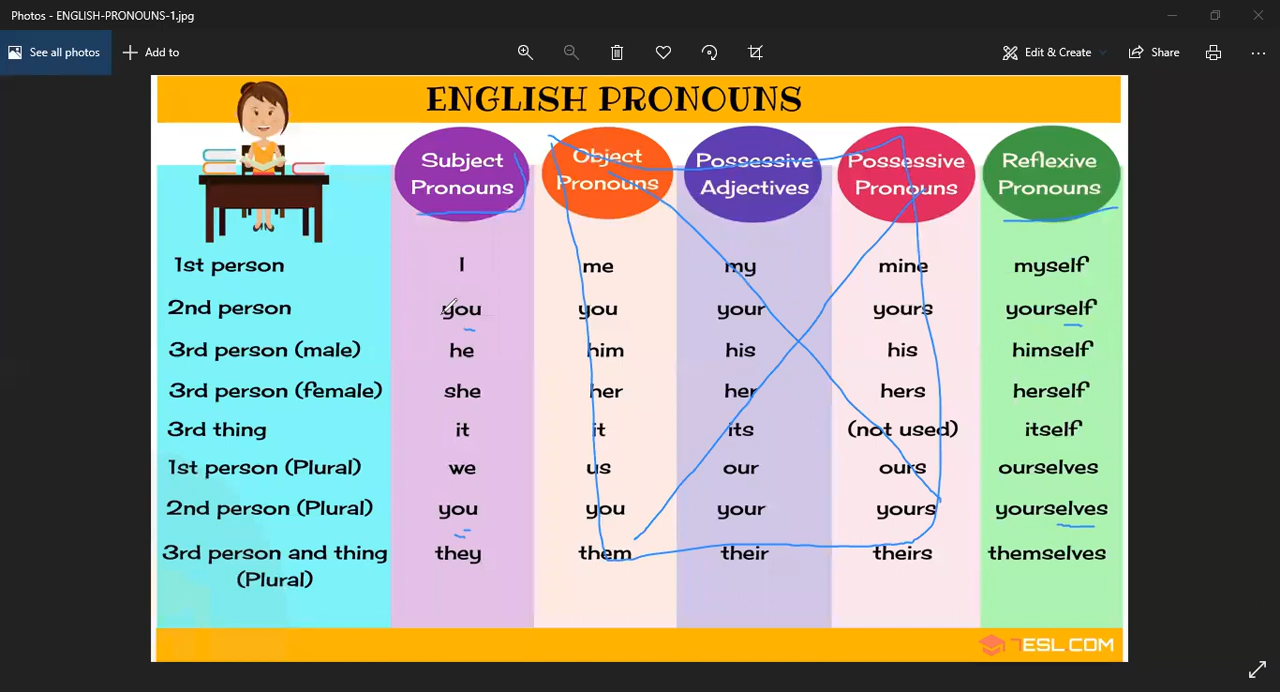 Photos - ENGLISH-PRONOUNS-1.jpg
See all photos Add to Edit & Create Share
ENGLISH PRONOUNS
Subject Pronouns Object Pronouns Possessive Adjectives Possessive Pronouns Reflexive Pronouns
1st person I me my mine myself
2nd person you you your yours yourself
3rd person (male) he him his his himself
3rd person (female) she her her hers herself
3rd thing it it its (not used) itself
1st person (Plural) we us our ours ourselves
2nd person (Plural) you you your yours yourselves
3rd person and thing (Plural) they them their theirs themselves
7ESL.COM